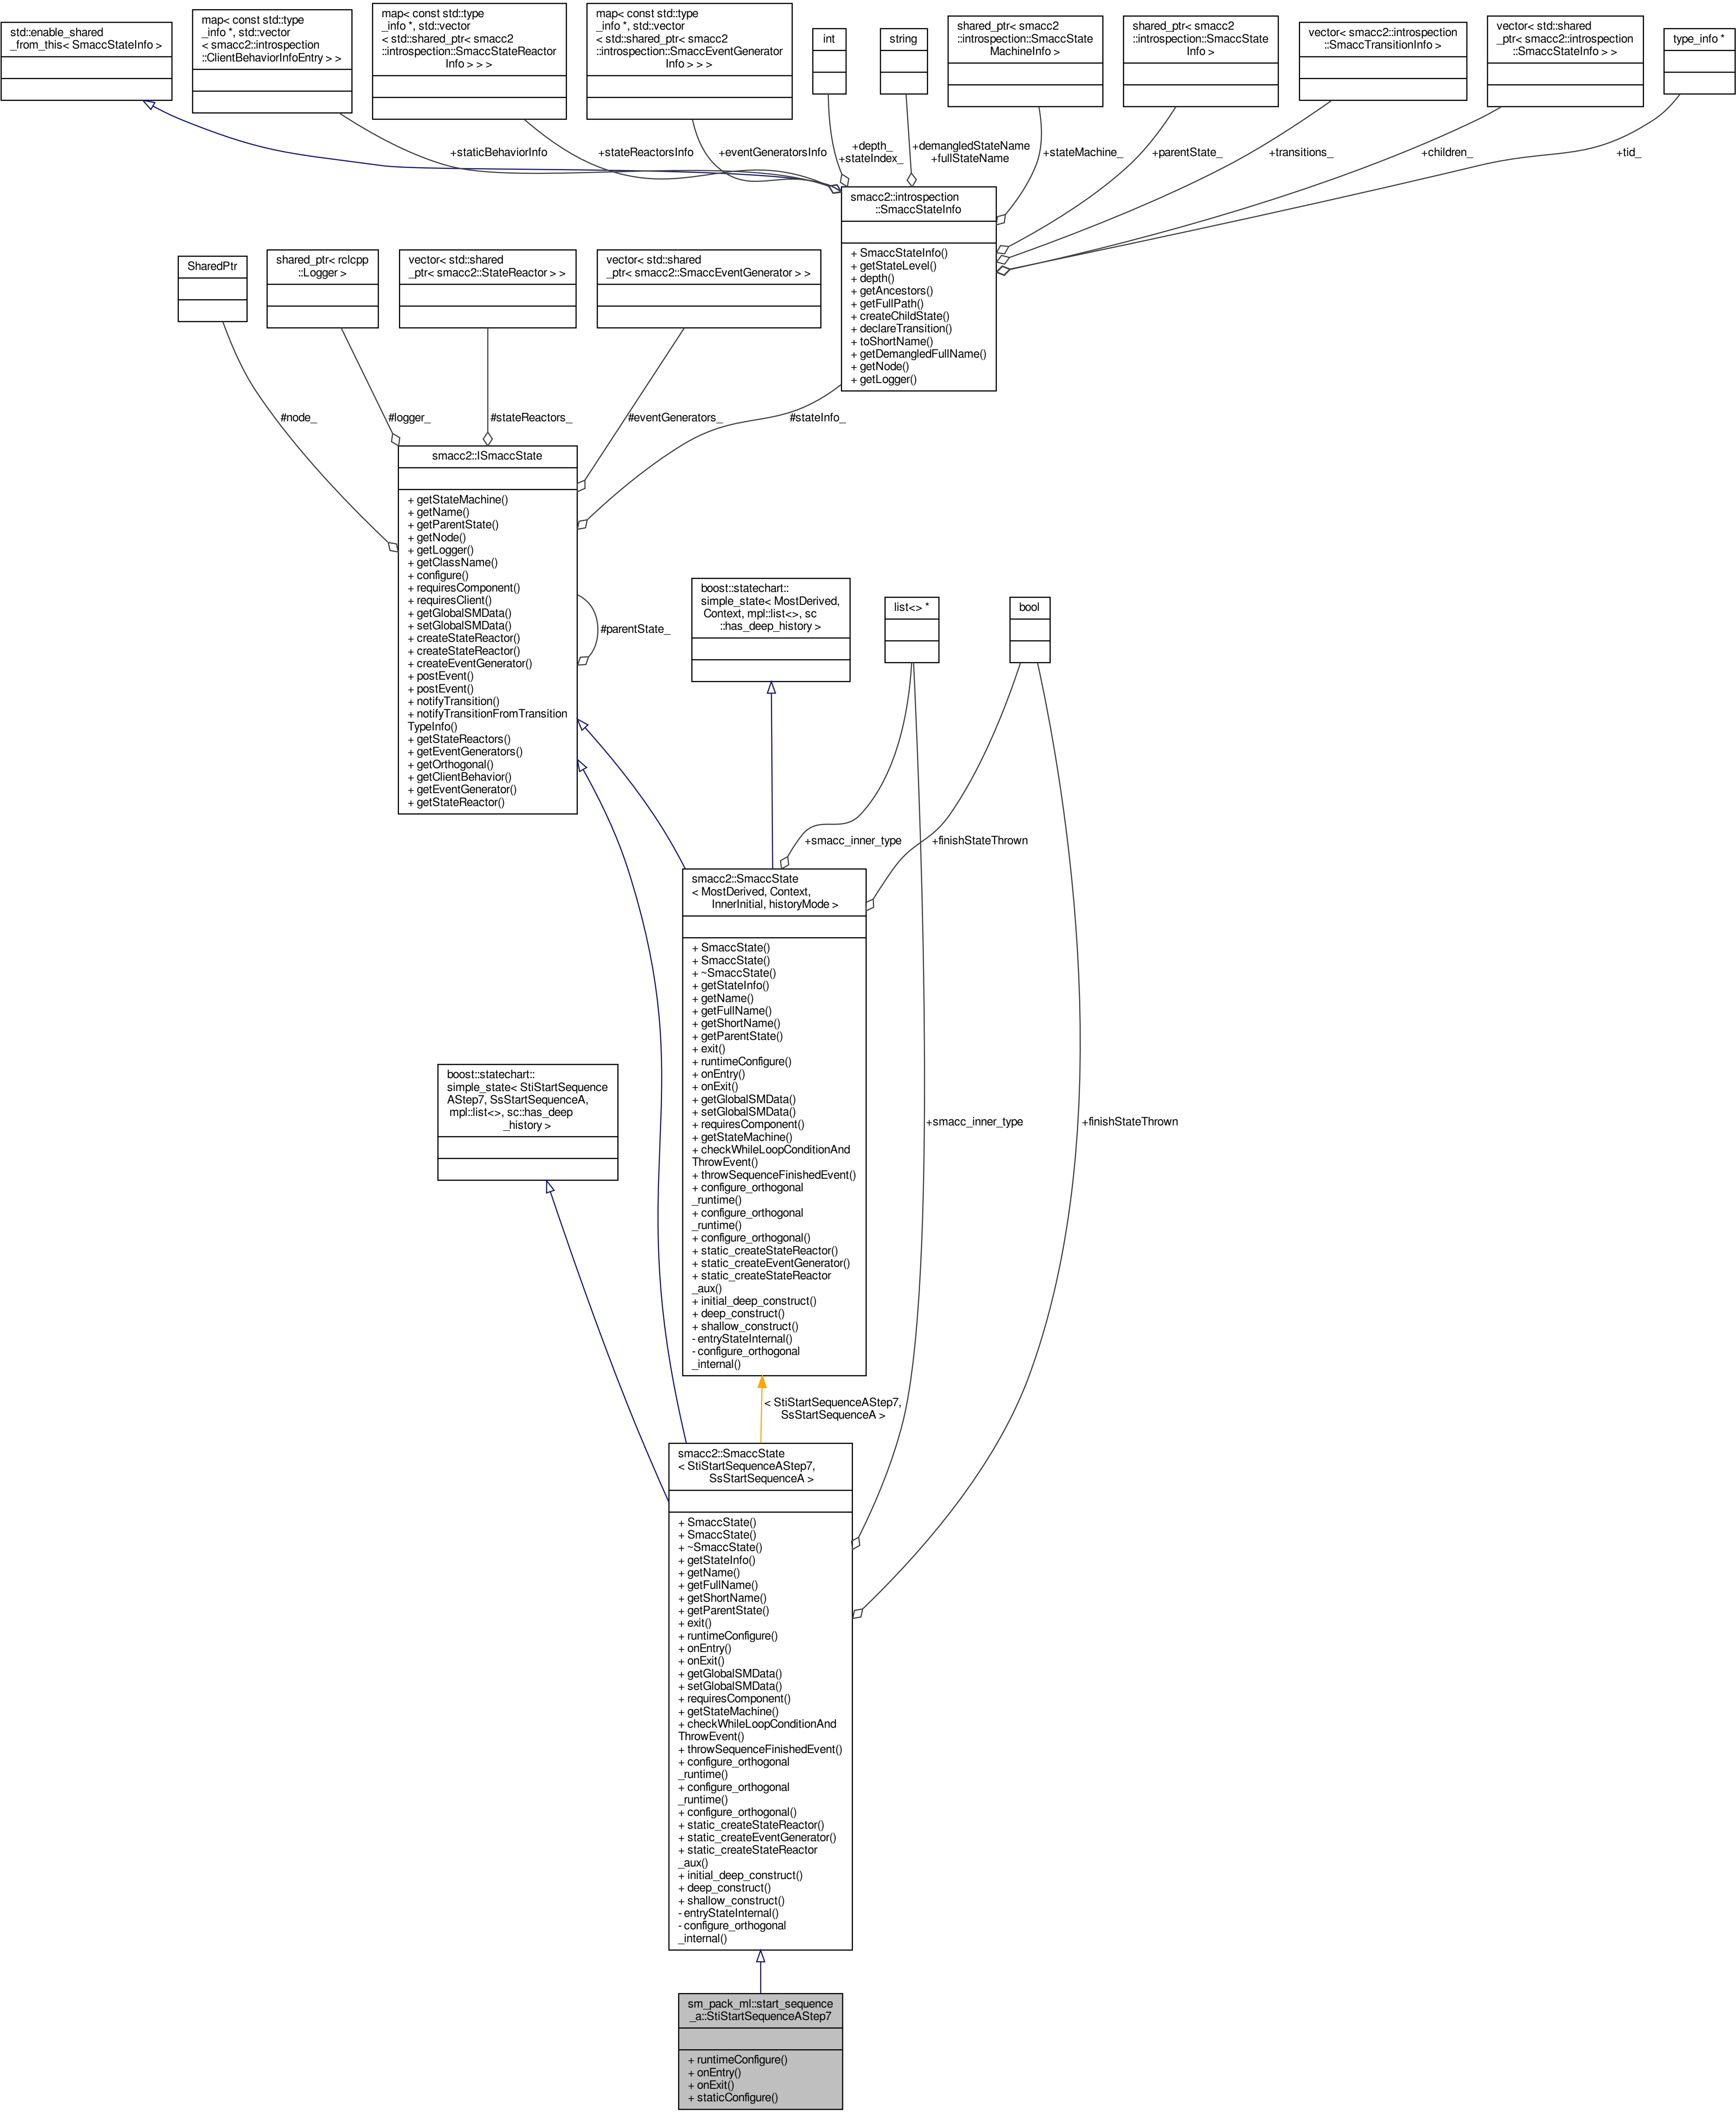 std::enable_shared
_from_this< SmaccStateInfo >
map< const std::type
_info *, std::vector
< smacc2::introspection
::ClientBehaviorInfoEntry > >
map< const std::type
_info *, std::vector
< std::shared_ptr< smacc2
::introspection::SmaccStateReactor
Info > > >
map< const std::type
_info *, std::vector
< std::shared_ptr< smacc2
::introspection::SmaccEventGenerator
Info > > >
int
string
shared_ptr< smacc2
::introspection::SmaccState
MachineInfo >
shared_ptr< smacc2
::introspection::SmaccState
Info >
vector< smacc2::introspection
::SmaccTransitionInfo >
vector< std::shared
_ptr< smacc2::introspection
::SmaccStateInfo > >
type_info *
+staticBehaviorInfo
+stateReactorsInfo
+eventGeneratorsInfo
+depth_
+stateIndex_
+demangledStateName
+fullStateName
+stateMachine_
+parentState_
+transitions_
+children_
+tid_
smacc2::introspection
::SmaccStateInfo
+ SmaccStateInfo()
+ getStateLevel()
+ depth()
+ getAncestors()
+ getFullPath()
+ createChildState()
+ declareTransition()
+ toShortName()
+ getDemangledFullName()
+ getNode()
+ getLogger()
SharedPtr
shared_ptr< rclcpp
::Logger >
vector< std::shared
_ptr< smacc2::StateReactor > >
vector< std::shared
_ptr< smacc2::SmaccEventGenerator > >
#node_
#logger_
#stateReactors_
#eventGenerators_
#stateInfo_
smacc2::ISmaccState
+ getStateMachine()
+ getName()
+ getParentState()
+ getNode()
+ getLogger()
+ getClassName()
+ configure()
+ requiresComponent()
+ requiresClient()
+ getGlobalSMData()
+ setGlobalSMData()
+ createStateReactor()
+ createStateReactor()
+ createEventGenerator()
+ postEvent()
+ postEvent()
+ notifyTransition()
+ notifyTransitionFromTransition
TypeInfo()
+ getStateReactors()
+ getEventGenerators()
+ getOrthogonal()
+ getClientBehavior()
+ getEventGenerator()
+ getStateReactor()
#parentState_
boost::statechart::
simple_state< MostDerived,
Context, mpl::list<>, sc
::has_deep_history >
list<> *
bool
+smacc_inner_type
+finishStateThrown
smacc2::SmaccState
< MostDerived, Context,
InnerInitial, historyMode >
+ SmaccState()
+ SmaccState()
+ ~SmaccState()
+ getStateInfo()
+ getName()
+ getFullName()
+ getShortName()
+ getParentState()
+ exit()
+ runtimeConfigure()
+ onEntry()
+ onExit()
+ getGlobalSMData()
+ setGlobalSMData()
+ requiresComponent()
+ getStateMachine()
+ checkWhileLoopConditionAnd
ThrowEvent()
+ throwSequenceFinishedEvent()
+ configure_orthogonal
_runtime()
+ configure_orthogonal
_runtime()
+ configure_orthogonal()
+ static_createStateReactor()
+ static_createEventGenerator()
+ static_createStateReactor
_aux()
+ initial_deep_construct()
+ deep_construct()
+ shallow_construct()
- entryStateInternal()
- configure_orthogonal
_internal()
boost::statechart::
simple_state< StiStartSequence
AStep7, SsStartSequenceA,
mpl::list<>, sc::has_deep
_history >
+smacc_inner_type
+finishStateThrown
< StiStartSequenceAStep7,
SsStartSequenceA >
smacc2::SmaccState
< StiStartSequenceAStep7,
SsStartSequenceA >
+ SmaccState()
+ SmaccState()
+ ~SmaccState()
+ getStateInfo()
+ getName()
+ getFullName()
+ getShortName()
+ getParentState()
+ exit()
+ runtimeConfigure()
+ onEntry()
+ onExit()
+ getGlobalSMData()
+ setGlobalSMData()
+ requiresComponent()
+ getStateMachine()
+ checkWhileLoopConditionAnd
ThrowEvent()
+ throwSequenceFinishedEvent()
+ configure_orthogonal
_runtime()
+ configure_orthogonal
_runtime()
+ configure_orthogonal()
+ static_createStateReactor()
+ static_createEventGenerator()
+ static_createStateReactor
_aux()
+ initial_deep_construct()
+ deep_construct()
+ shallow_construct()
- entryStateInternal()
- configure_orthogonal
_internal()
sm_pack_ml::start_sequence
_a::StiStartSequenceAStep7
+ runtimeConfigure()
+ onEntry()
+ onExit()
+ staticConfigure()